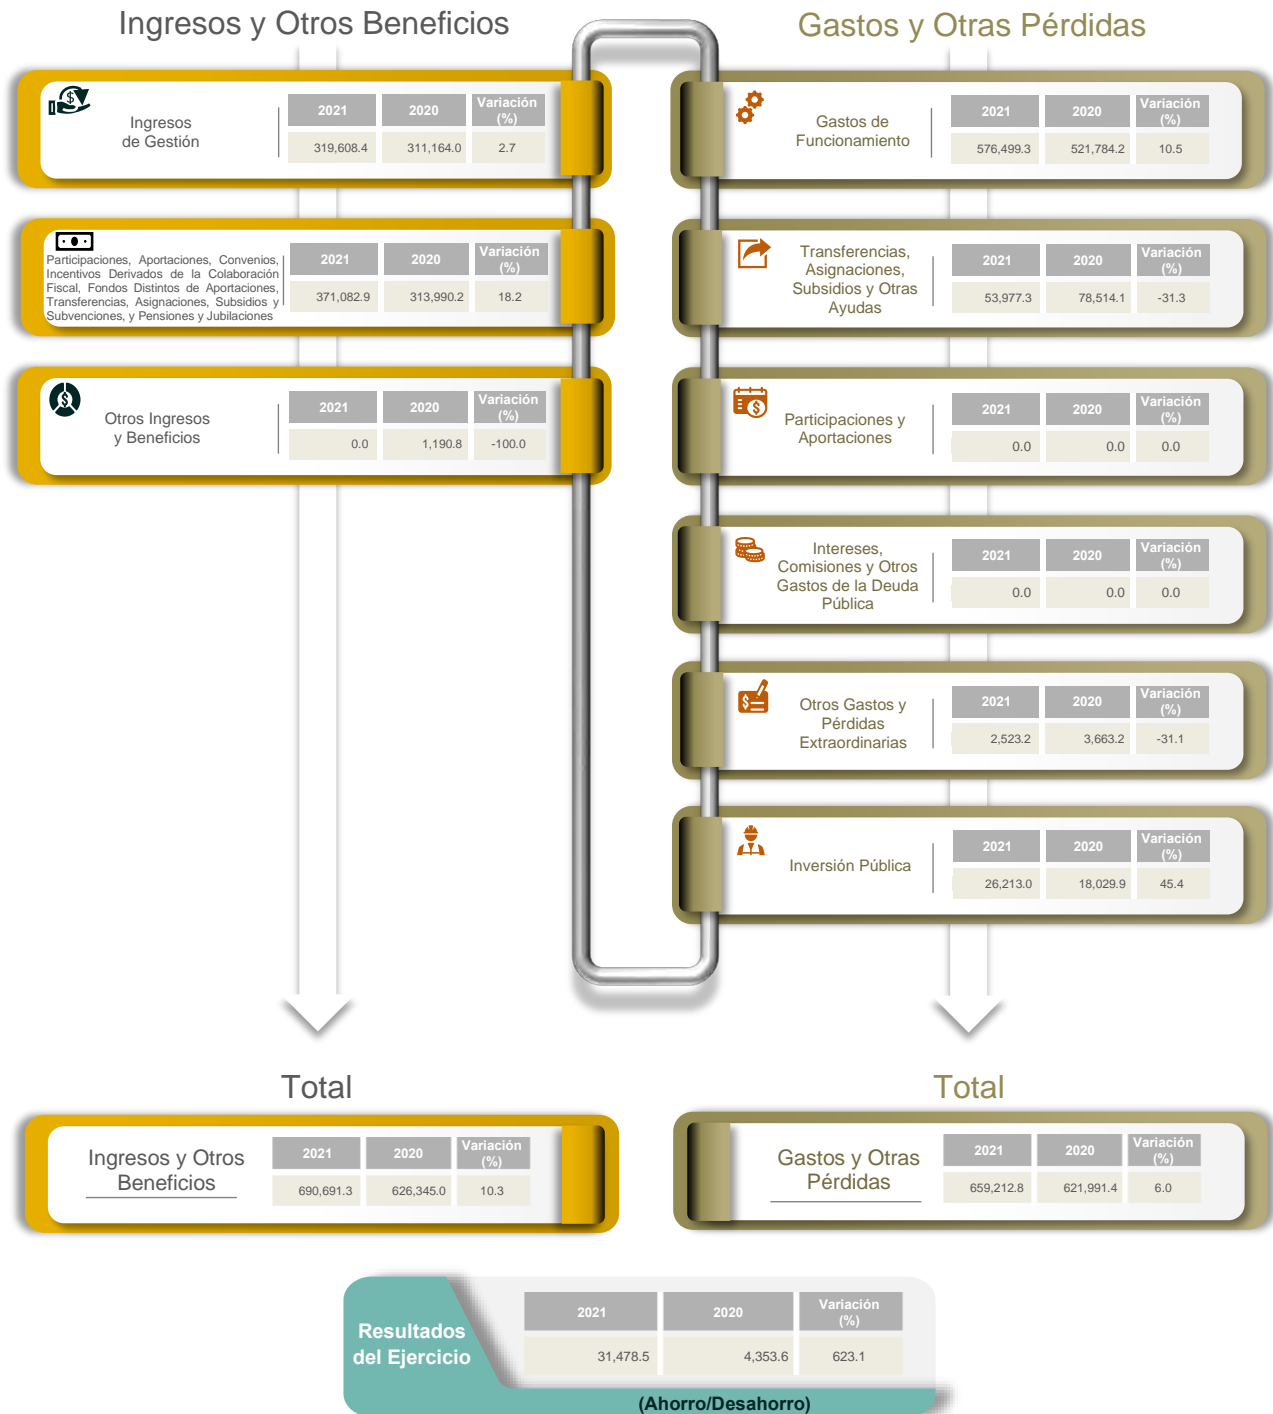 Ingresos y Otros Beneficios
Ingresos
de Gestión
2021 2020 Variación (%)
319,608.4 311,164.0 2.7
Participaciones, Aportaciones, Convenios,
Incentivos Derivados de la Colaboración
Fiscal, Fondos Distintos de Aportaciones,
Transferencias, Asignaciones, Subsidios y
Subvenciones, y Pensiones y Jubilaciones
2021 2020 Variación (%)
371,082.9 313,990.2 18.2
Otros Ingresos
y Beneficios
2021 2020 Variación (%)
0.0 1,190.8 -100.0
Total
Ingresos y Otros
Beneficios
2021 2020 Variación (%)
690,691.3 626,345.0 10.3
Gastos y Otras Pérdidas
Gastos de
Funcionamiento
2021 2020 Variación (%)
576,499.3 521,784.2 10.5
Transferencias,
Asignaciones,
Subsidios y Otras
Ayudas
2021 2020 Variación (%)
53,977.3 78,514.1 -31.3
Participaciones y
Aportaciones
2021 2020 Variación (%)
0.0 0.0 0.0
Intereses,
Comisiones y Otros
Gastos de la Deuda
Pública
2021 2020 Variación (%)
0.0 0.0 0.0
Otros Gastos y
Pérdidas
Extraordinarias
2021 2020 Variación (%)
2,523.2 3,663.2 -31.1
Inversión Pública
2021 2020 Variación (%)
26,213.0 18,029.9 45.4
Total
Gastos y Otras
Pérdidas
2021 2020 Variación (%)
659,212.8 621,991.4 6.0
Resultados
del Ejercicio
2021 2020 Variación (%)
31,478.5 4,353.6 623.1
(Ahorro/Desahorro)